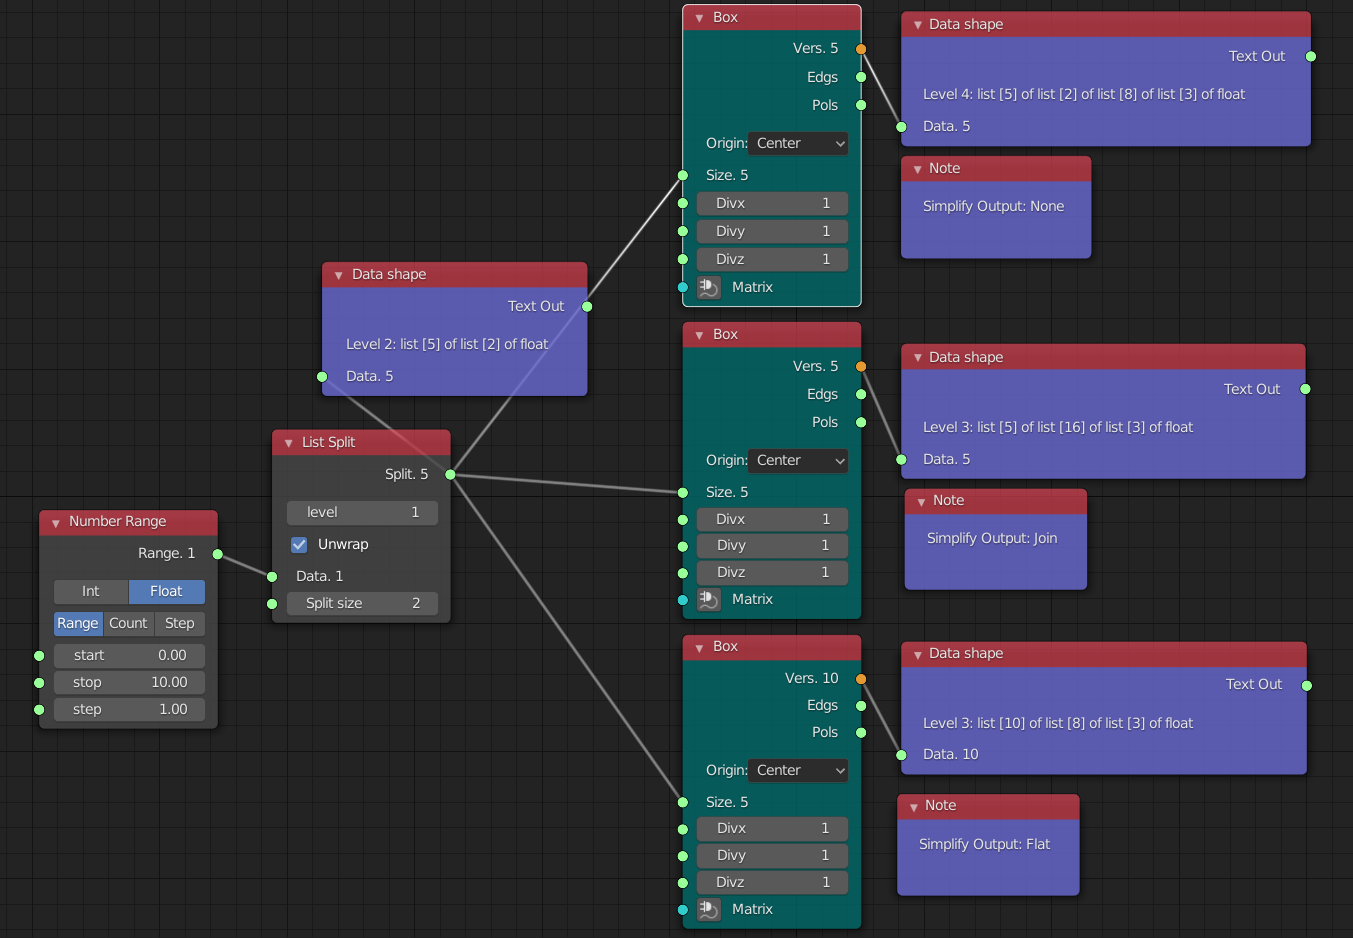 Box
Vers. 5
Edgs
Pols
Origin: Center
Size. 5
Divx 1
Divy 1
Divz 1
Matrix
Data shape
Text Out
Level 4: list [5] of list [2] of list [8] of list [3] of float
Data. 5
Note
Simplify Output: None
Data shape
Text Out
Level 2: list [5] of list [2] of float
Data. 5
List Split
Split. 5
level 1
Unwrap
Data. 1
Split size 2
Number Range
Range. 1
Int Float
Range Count Step
start 0.00
stop 10.00
step 1.00
Box
Vers. 5
Edgs
Pols
Origin: Center
Size. 5
Divx 1
Divy 1
Divz 1
Matrix
Data shape
Text Out
Level 3: list [5] of list [16] of list [3] of float
Data. 5
Note
Simplify Output: Join
Box
Vers. 10
Edgs
Pols
Origin: Center
Size. 5
Divx 1
Divy 1
Divz 1
Matrix
Data shape
Text Out
Level 3: list [10] of list [8] of list [3] of float
Data. 10
Note
Simplify Output: Flat